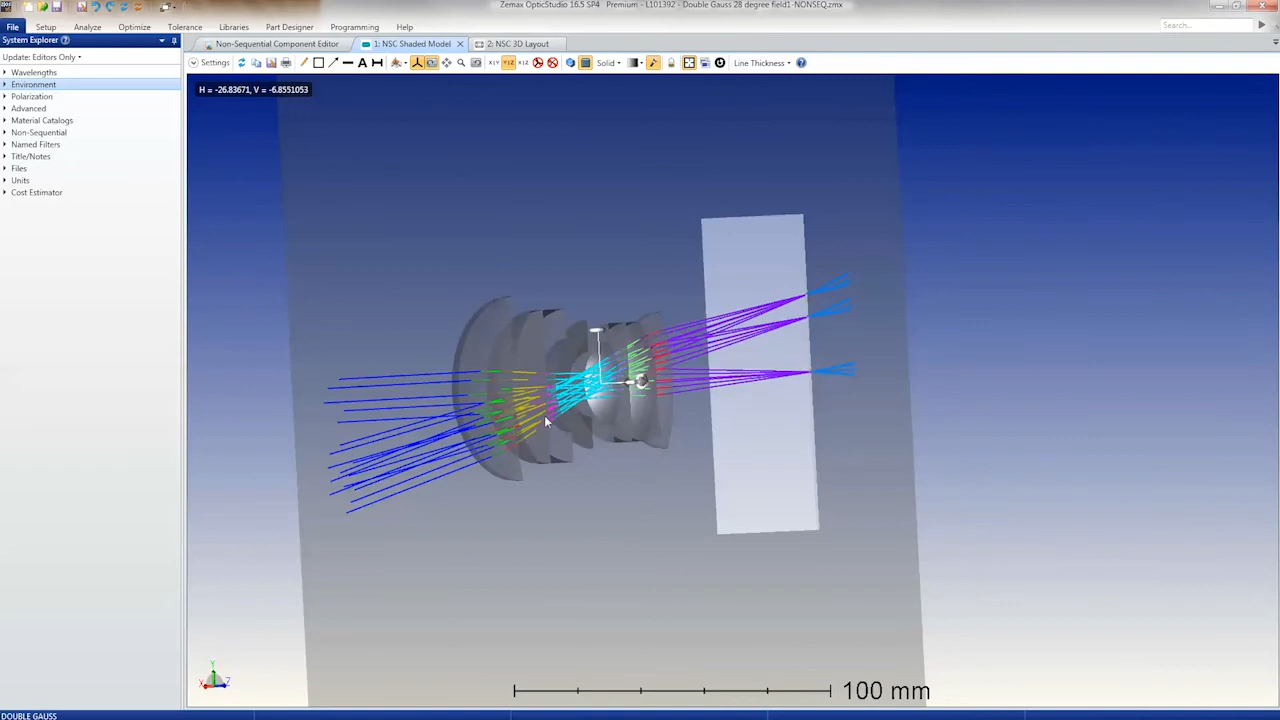 Zemax OpticStudio 16.5 SP4 Premium - L101392 - Double Gauss 28 degree field1-NONSEQ.zmx
File Setup Analyze Optimize Tolerance Libraries Part Designer Programming Help Search...
System Explorer ?
Update: Editors Only
Wavelengths
Environment
Polarization
Advanced
Material Catalogs
Non-Sequential
Named Filters
Title/Notes
Files
Units
Cost Estimator
Non-Sequential Component Editor 1: NSC Shaded Model 2: NSC 3D Layout
Settings Solid Line Thickness
H = -26.83671, V = -6.8551053
Y
X Z
100 mm
DOUBLE GAUSS